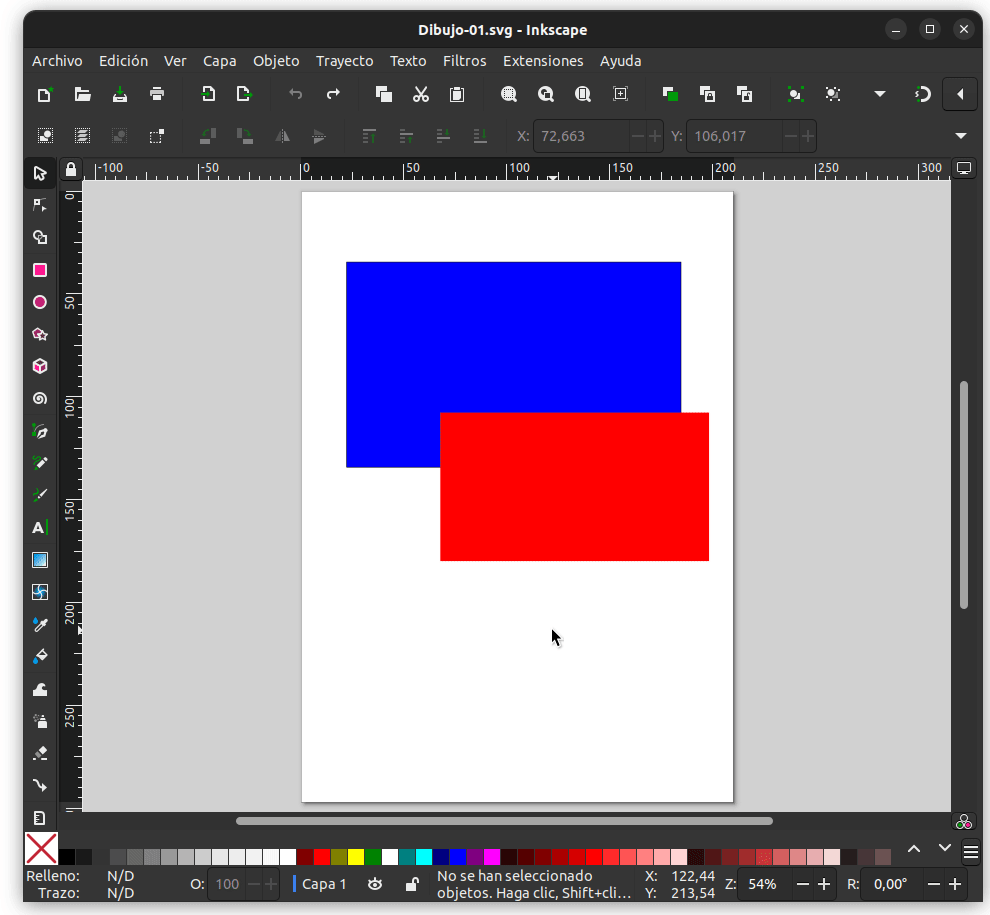 Dibujo-01.svg - Inkscape
Archivo Edición Ver Capa Objeto Trayecto Texto Filtros Extensiones Ayuda
X: 72,663 Y: 106,017
-100 -50 0 50 100 150 200 250 300
0
50
100
150
200
250
A
Relleno: N/D O: 100 Capa 1 No se han seleccionado X: 122,44 Z: 54% R: 0,00°
Trazo: N/D objetos. Haga clic, Shift+cli... Y: 213,54